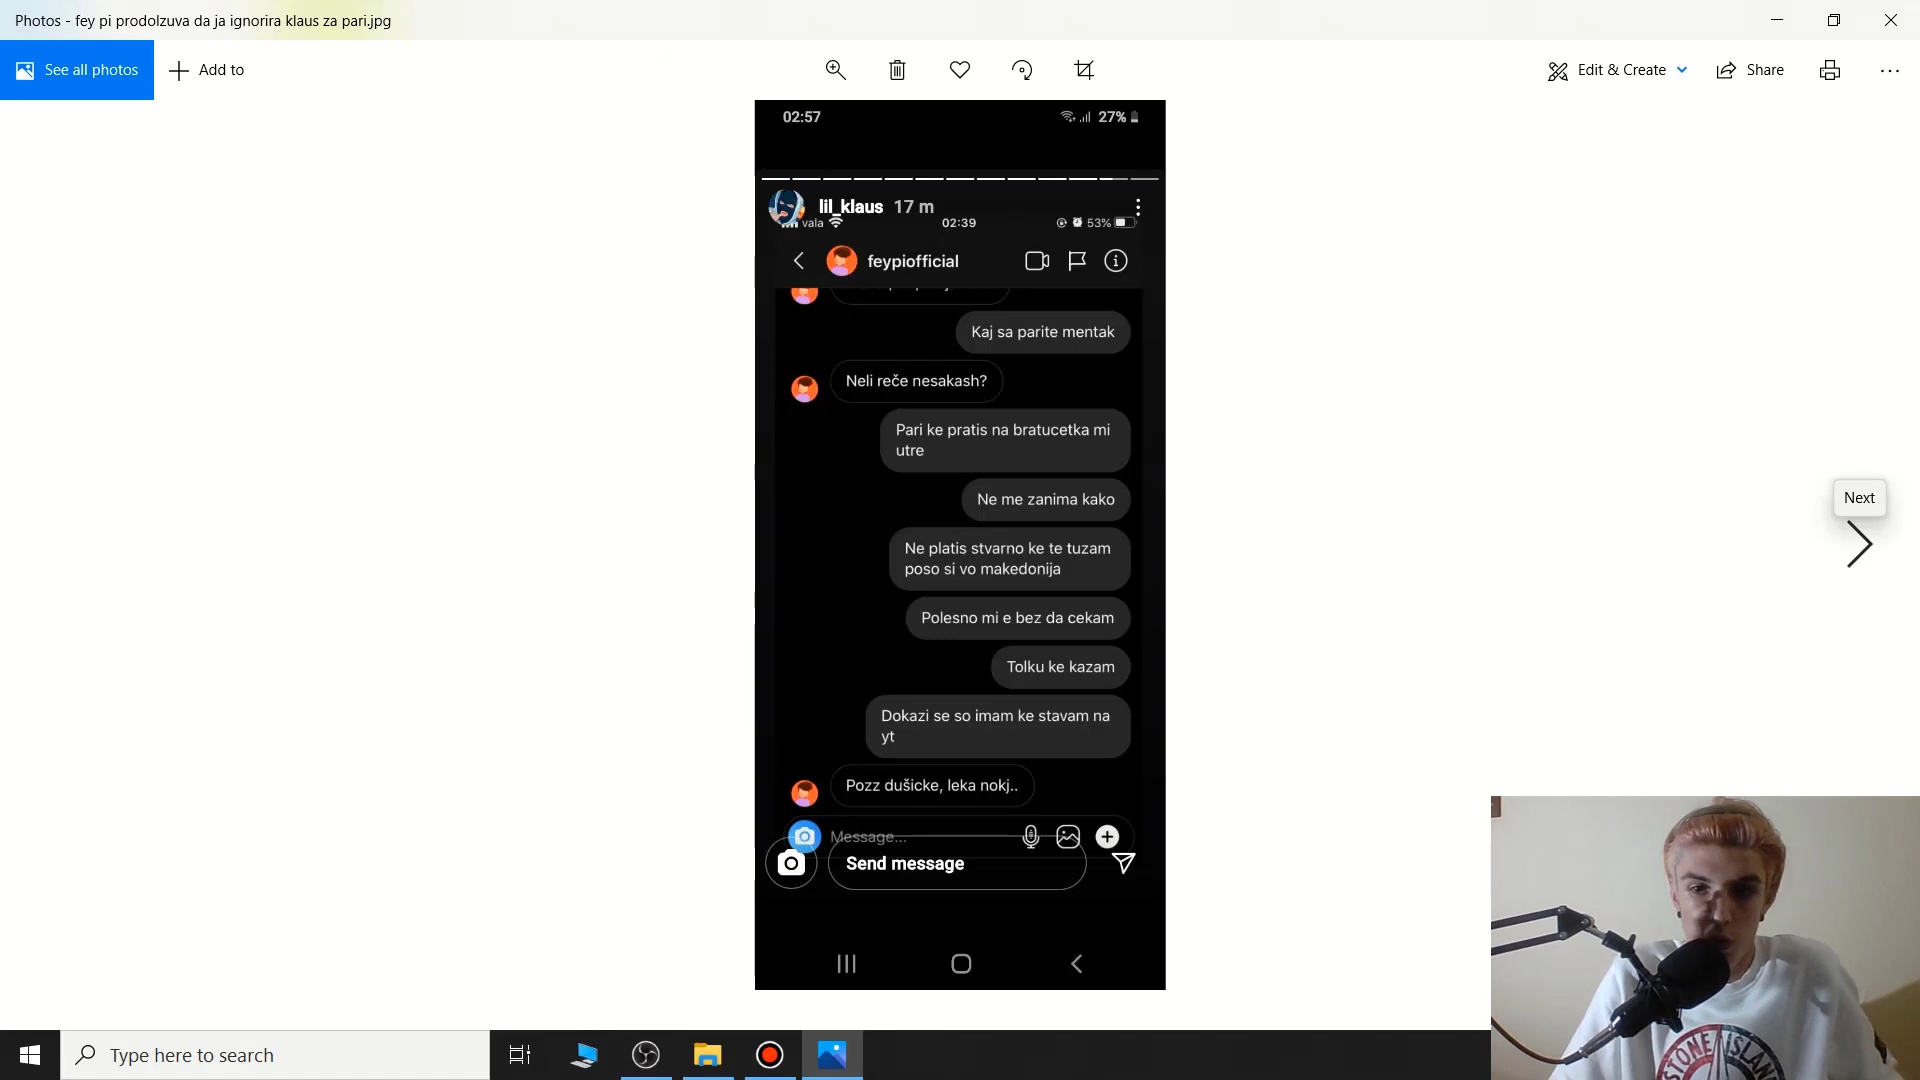 Photos - fey pi prodolzuva da ja ignorira klaus za pari.jpg
See all photos
Add to
Edit & Create
Share
02:57
27%
lil_klaus 17 m
vala
02:39
53%
feypiofficial
Kaj sa parite mentak
Neli reče nesakash?
Pari ke pratis na bratucetka mi
utre
Ne me zanima kako
Ne platis stvarno ke te tuzam
poso si vo makedonija
Polesno mi e bez da cekam
Tolku ke kazam
Dokazi se so imam ke stavam na
yt
Pozz dušicke, leka nokj..
Message...
Send message
Next
Type here to search
STONE ISLAND